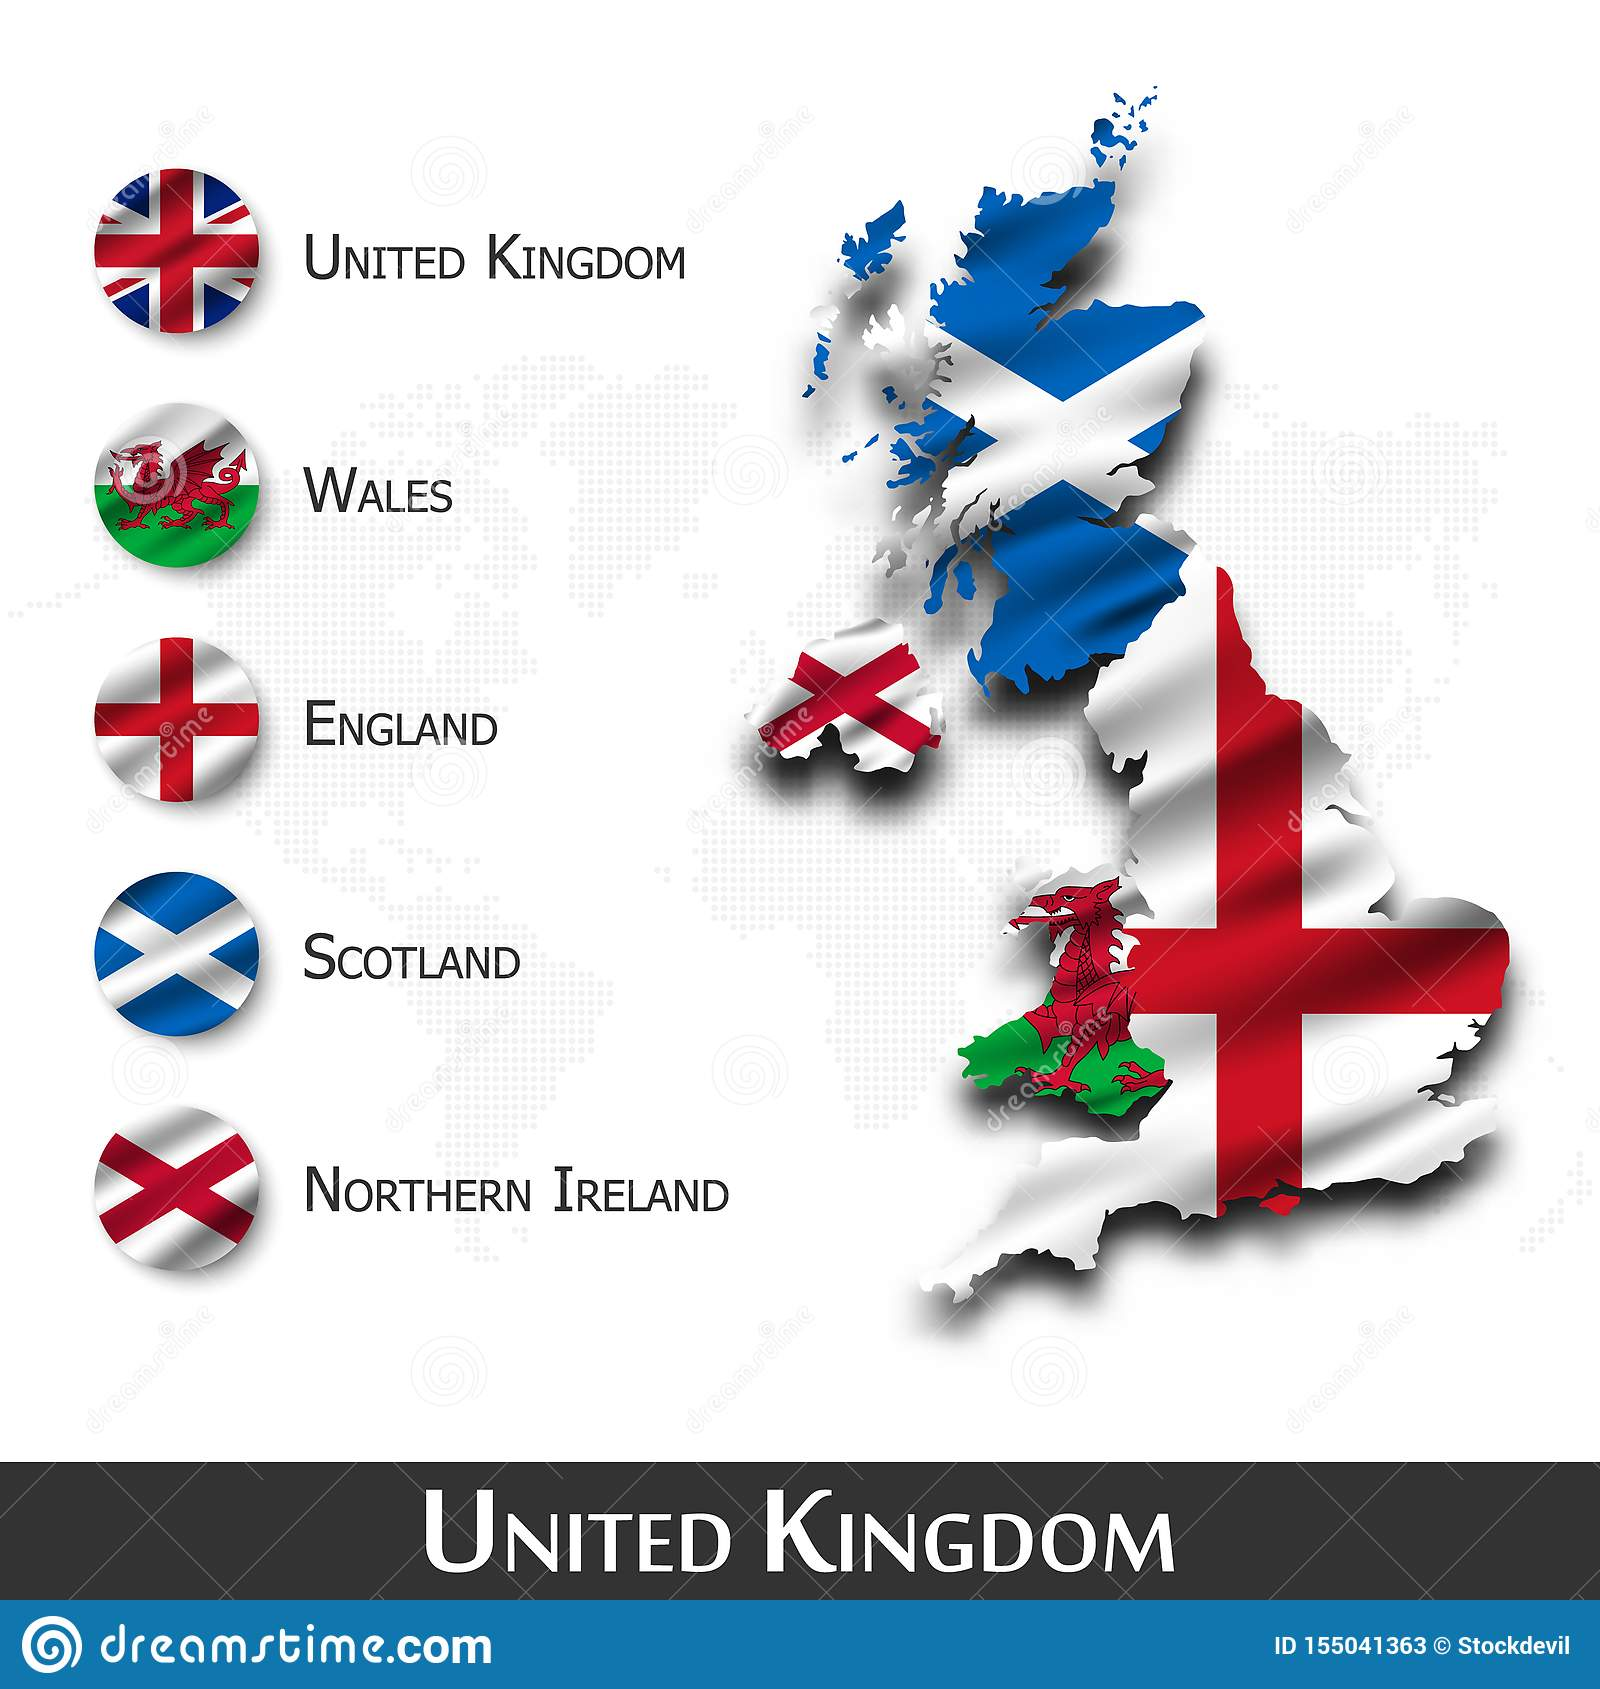 United Kingdom
Wales
England
Scotland
Northern Ireland
United Kingdom
dreamstime.com
ID 155041363 © Stockdevil